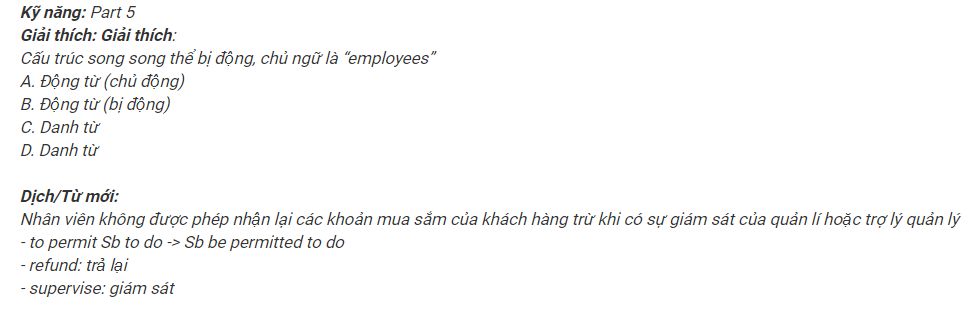 Kỹ năng: Part 5
Giải thích: Giải thích:
Cấu trúc song song thể bị động, chủ ngữ là “employees”
A. Động từ (chủ động)
B. Động từ (bị động)
C. Danh từ
D. Danh từ
Dịch/Từ mới:
Nhân viên không được phép nhận lại các khoản mua sắm của khách hàng trừ khi có sự giám sát của quản lí hoặc trợ lý quản lý
- to permit Sb to do -> Sb be permitted to do
- refund: trả lại
- supervise: giám sát